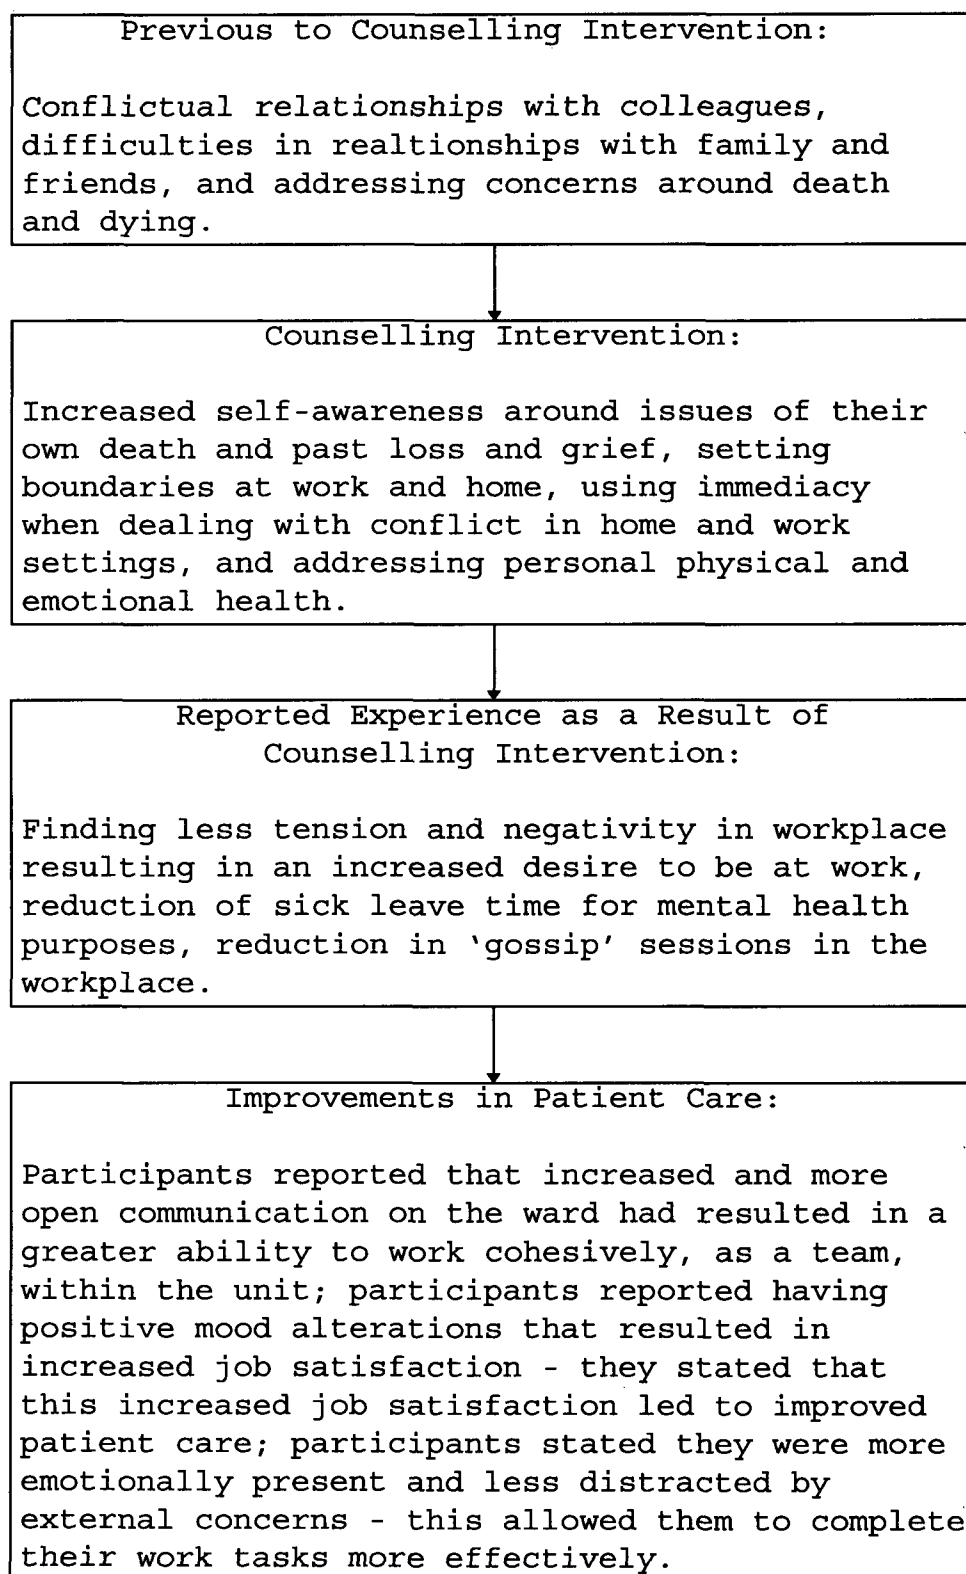 Previous to Counselling Intervention:
Conflictual relationships with colleagues,
difficulties in realtionships with family and
friends, and addressing concerns around death
and dying.
Counselling Intervention:
Increased self-awareness around issues of their
own death and past loss and grief, setting
boundaries at work and home, using immediacy
when dealing with conflict in home and work
settings, and addressing personal physical and
emotional health.
Reported Experience as a Result of
Counselling Intervention:
Finding less tension and negativity in workplace
resulting in an increased desire to be at work,
reduction of sick leave time for mental health
purposes, reduction in 'gossip' sessions in the
workplace.
Improvements in Patient Care:
Participants reported that increased and more
open communication on the ward had resulted in a
greater ability to work cohesively, as a team,
within the unit; participants reported having
positive mood alterations that resulted in
increased job satisfaction - they stated that
this increased job satisfaction led to improved
patient care; participants stated they were more
emotionally present and less distracted by
external concerns - this allowed them to complete
their work tasks more effectively.